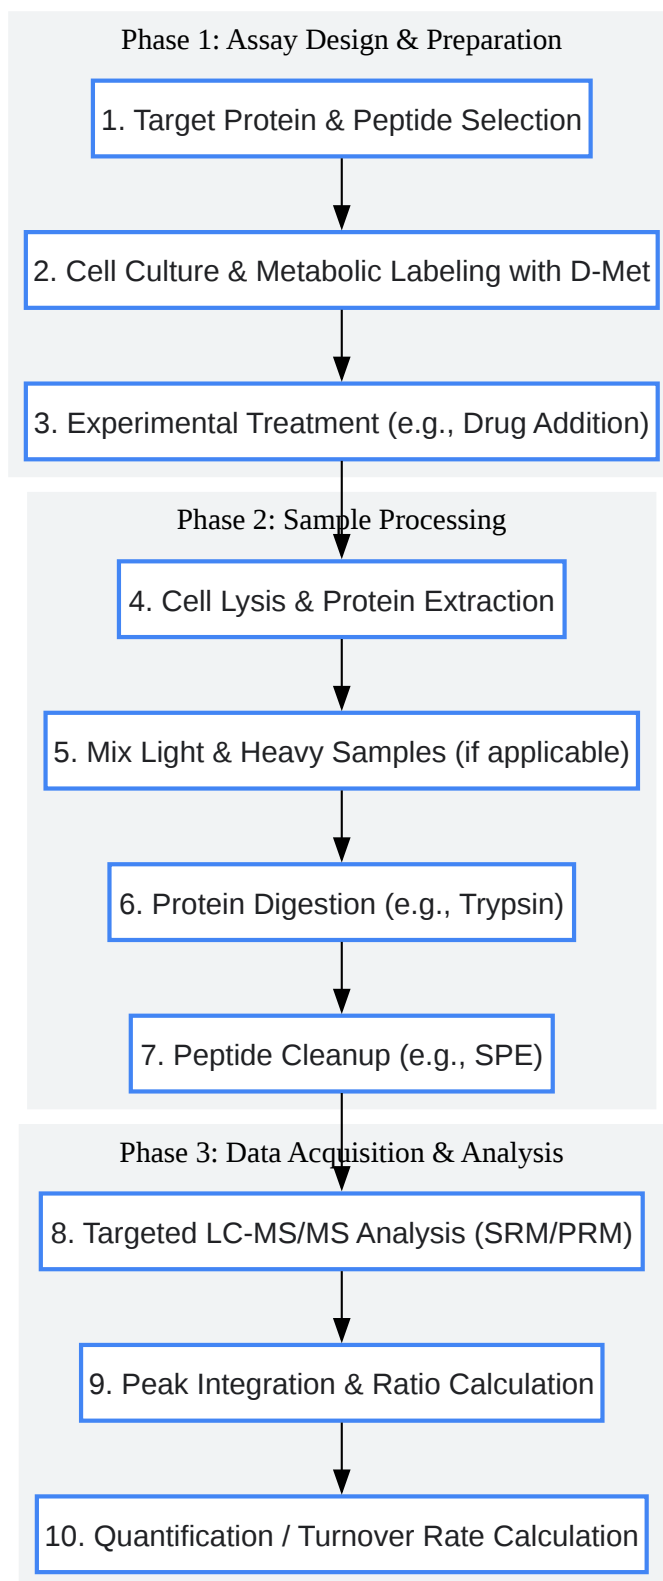 Phase 1: Assay Design & Preparation
1. Target Protein & Peptide Selection
2. Cell Culture & Metabolic Labeling with D-Met
3. Experimental Treatment (e.g., Drug Addition)
Phase 2: Sample Processing
4. Cell Lysis & Protein Extraction
5. Mix Light & Heavy Samples (if applicable)
6. Protein Digestion (e.g., Trypsin)
7. Peptide Cleanup (e.g., SPE)
Phase 3: Data Acquisition & Analysis
8. Targeted LC-MS/MS Analysis (SRM/PRM)
9. Peak Integration & Ratio Calculation
10. Quantification / Turnover Rate Calculation